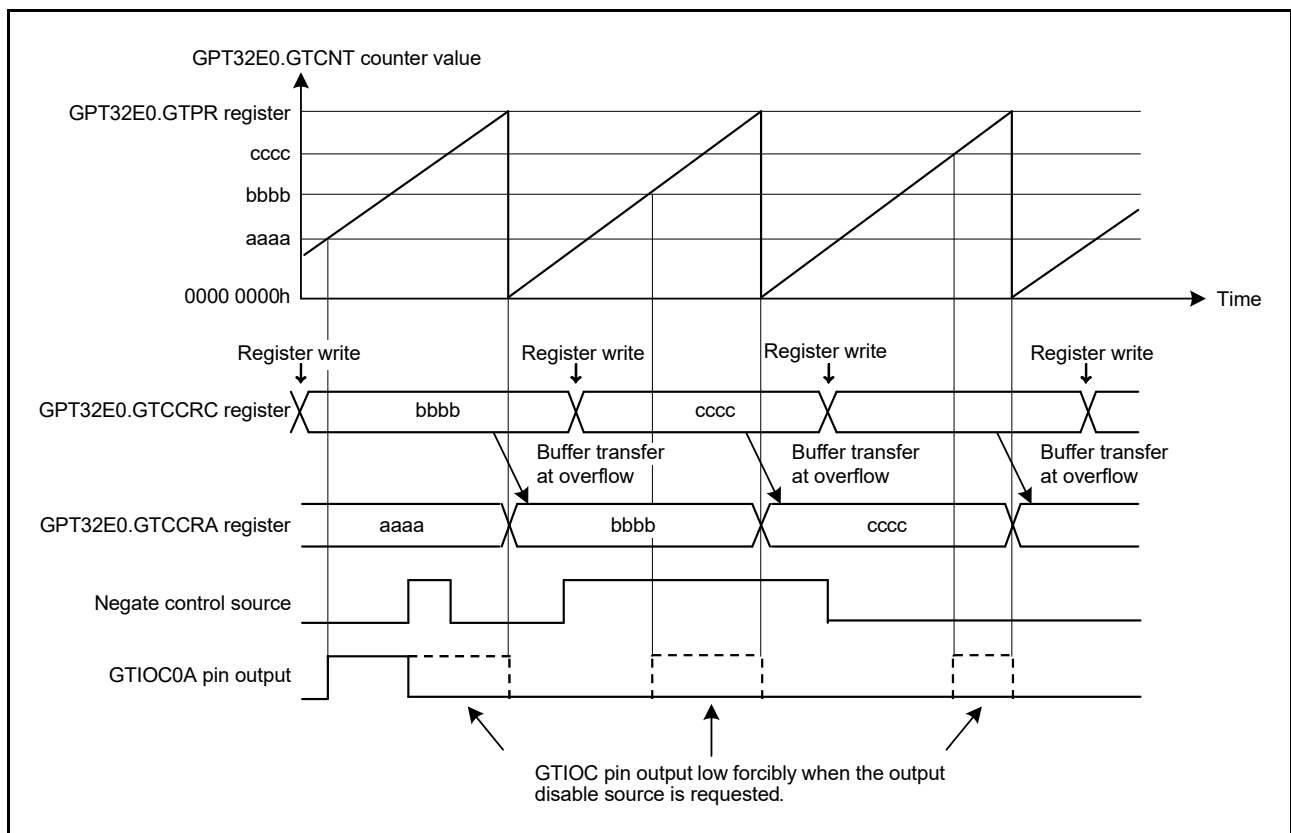 GPT32E0.GTCNT counter value
GPT32E0.GTPR register
cccc
bbbb
aaaa
0000 0000h
Time
Register write
Register write
Register write
Register write
GPT32E0.GTCCRC register
bbbb
cccc
Buffer transfer
at overflow
Buffer transfer
at overflow
Buffer transfer
at overflow
GPT32E0.GTCCRA register
aaaa
bbbb
cccc
Negate control source
GTIOC0A pin output
GTIOC pin output low forcibly when the output
disable source is requested.